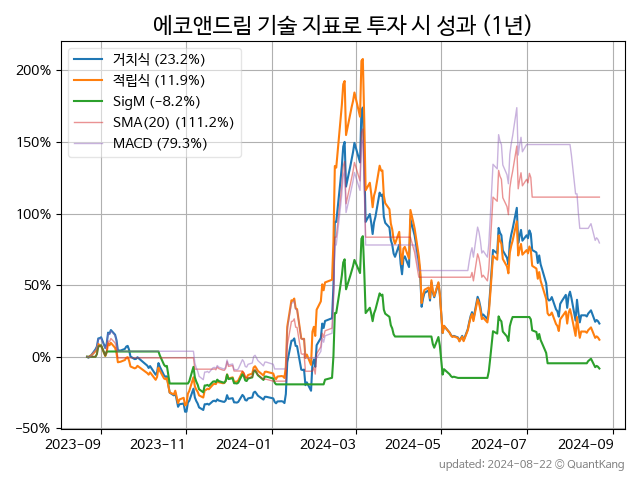 에코앤드림 기술 지표로 투자 시 성과 (1년)
거치식 (23.2%)
적립식 (11.9%)
SigM (-8.2%)
SMA(20) (111.2%)
MACD (79.3%)
200%
150%
100%
50%
0%
−50%
2023-09 2023-11 2024-01 2024-03 2024-05 2024-07 2024-09
updated: 2024-08-22 © QuantKang